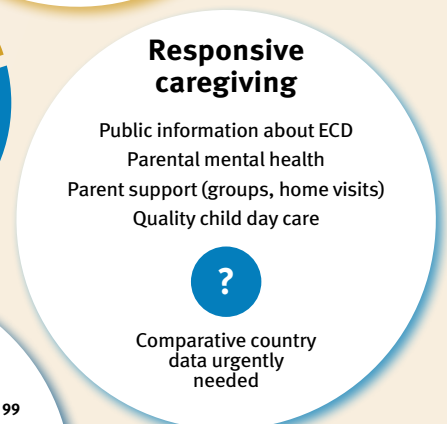 Responsive
caregiving
Public information about ECD
Parental mental health
Parent support (groups, home visits)
Quality child day care
?
Comparative country
data urgently
needed
99